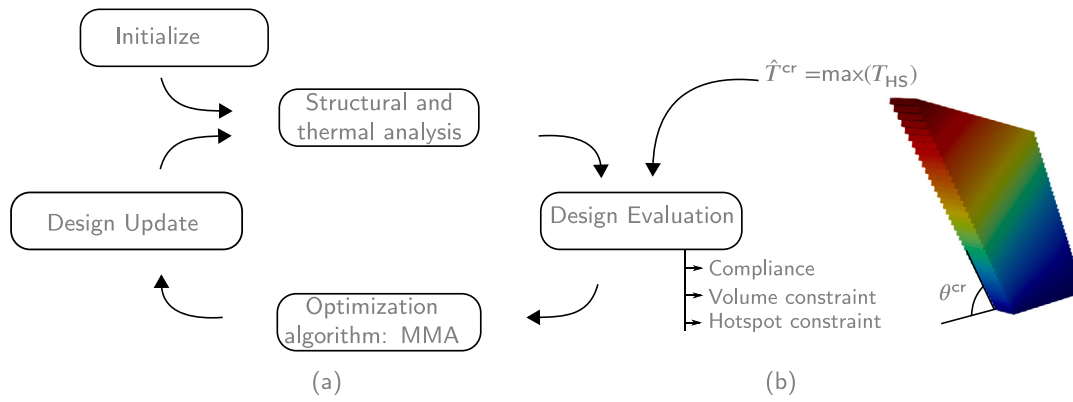 Initialize
Structural and
thermal analysis
Design Update
Optimization
algorithm: MMA
(a)
T̂ᶜʳ =max(T_HS)
Design Evaluation
Compliance
Volume constraint
Hotspot constraint
θᶜʳ
(b)